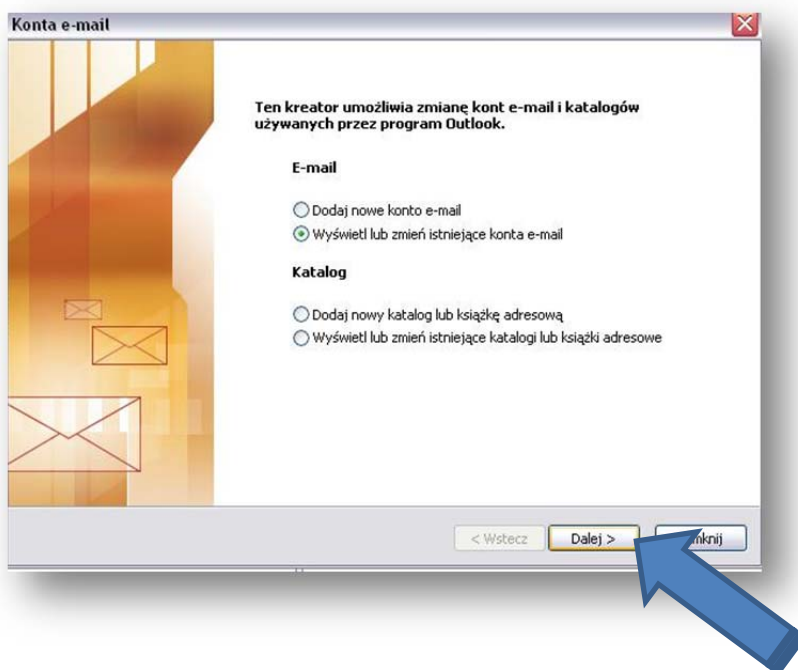 Konta e-mail
Ten kreator umożliwia zmianę kont e-mail i katalogów
używanych przez program Outlook.
E-mail
Dodaj nowe konto e-mail
Wyświetl lub zmień istniejące konta e-mail
Katalog
Dodaj nowy katalog lub książkę adresową
Wyświetl lub zmień istniejące katalogi lub książki adresowe
< Wstecz Dalej >